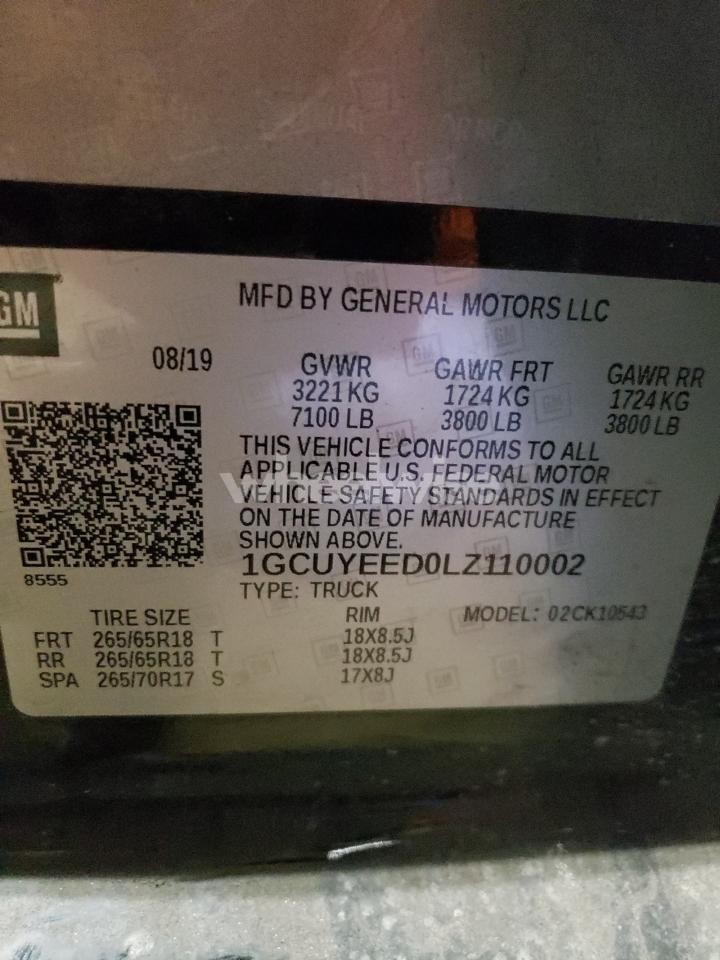 GM
MFD BY GENERAL MOTORS LLC
08/19
GVWR GAWR FRT GAWR RR
3221 KG 1724 KG 1724 KG
7100 LB 3800 LB 3800 LB
THIS VEHICLE CONFORMS TO ALL
APPLICABLE U.S. FEDERAL MOTOR
VEHICLE SAFETY STANDARDS IN EFFECT
ON THE DATE OF MANUFACTURE
SHOWN ABOVE.
8555
1GCUYEED0LZ110002
TYPE: TRUCK
TIRE SIZE RIM MODEL: 02CK10543
FRT 265/65R18 T 18X8.5J
RR 265/65R18 T 18X8.5J
SPA 265/70R17 S 17X8J